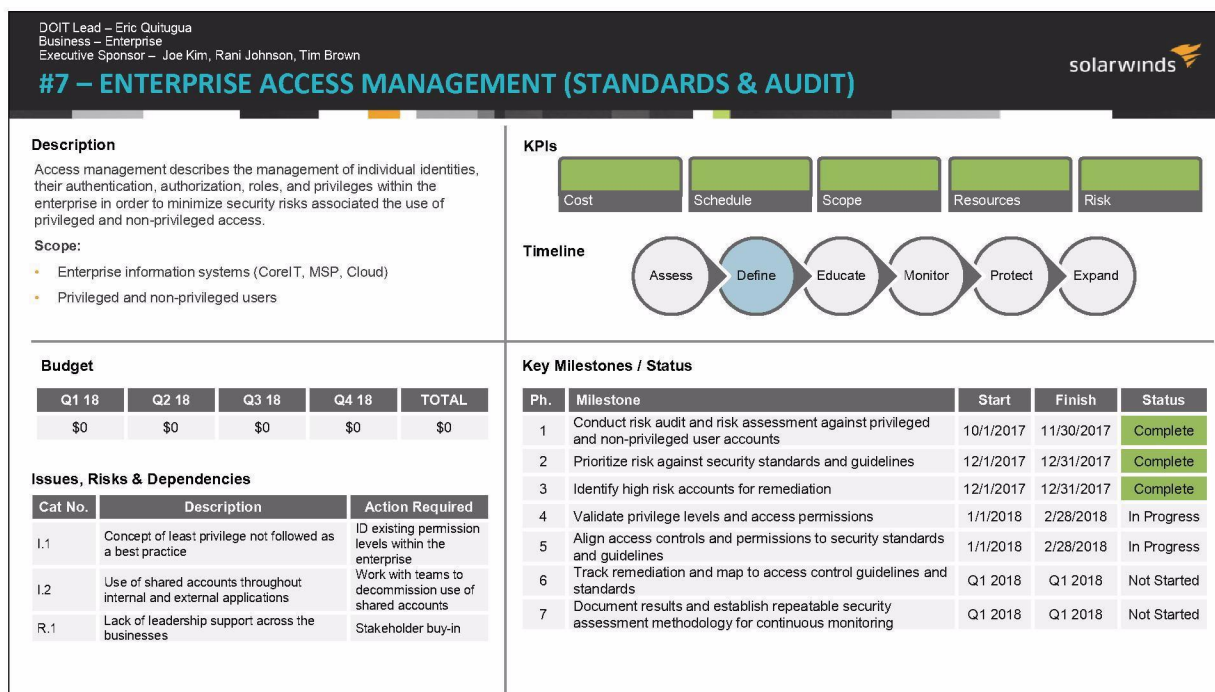 DOIT Lead – Eric Quitugua
Business – Enterprise
Executive Sponsor – Joe Kim, Rani Johnson, Tim Brown
#7 – ENTERPRISE ACCESS MANAGEMENT (STANDARDS & AUDIT)
solarwinds
Description
Access management describes the management of individual identities,
their authentication, authorization, roles, and privileges within the
enterprise in order to minimize security risks associated the use of
privileged and non-privileged access.
Scope:
• Enterprise information systems (CoreIT, MSP, Cloud)
• Privileged and non-privileged users
KPIs
Cost Schedule Scope Resources Risk
Timeline
Assess Define Educate Monitor Protect Expand
Budget
Q1 18 Q2 18 Q3 18 Q4 18 TOTAL
$0 $0 $0 $0 $0
Issues, Risks & Dependencies
Cat No. Description Action Required
I.1 Concept of least privilege not followed as
a best practice
ID existing permission
levels within the
enterprise
I.2 Use of shared accounts throughout
internal and external applications
Work with teams to
decommission use of
shared accounts
R.1 Lack of leadership support across the
businesses
Stakeholder buy-in
Key Milestones / Status
Ph. Milestone Start Finish Status
1 Conduct risk audit and risk assessment against privileged
and non-privileged user accounts
10/1/2017 11/30/2017 Complete
2 Prioritize risk against security standards and guidelines 12/1/2017 12/31/2017 Complete
3 Identify high risk accounts for remediation 12/1/2017 12/31/2017 Complete
4 Validate privilege levels and access permissions 1/1/2018 2/28/2018 In Progress
5 Align access controls and permissions to security standards
and guidelines
1/1/2018 2/28/2018 In Progress
6 Track remediation and map to access control guidelines and
standards
Q1 2018 Q1 2018 Not Started
7 Document results and establish repeatable security
assessment methodology for continuous monitoring
Q1 2018 Q1 2018 Not Started